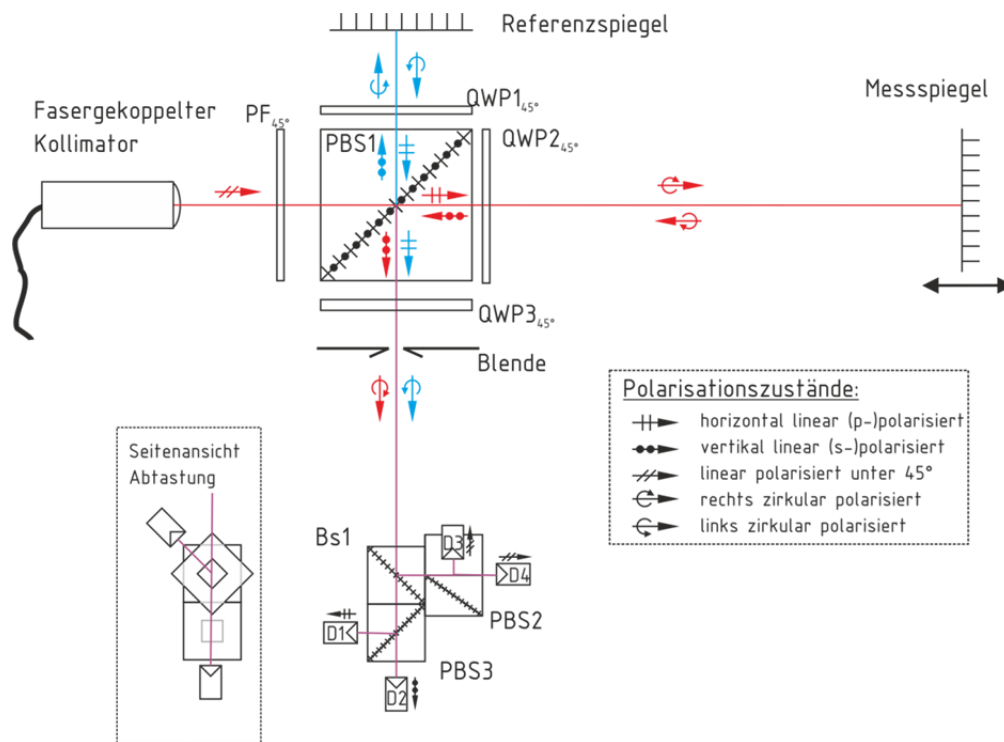 Referenzspiegel
Fasergekoppelter
Kollimator
PF45°
QWP145°
PBS1
QWP245°
Messspiegel
QWP345°
Blende
Polarisationszustände:
horizontal linear (p-)polarisiert
vertikal linear (s-)polarisiert
linear polarisiert unter 45°
rechts zirkular polarisiert
links zirkular polarisiert
Seitenansicht
Abtastung
Bs1
D3
D4
PBS2
D1
PBS3
D2